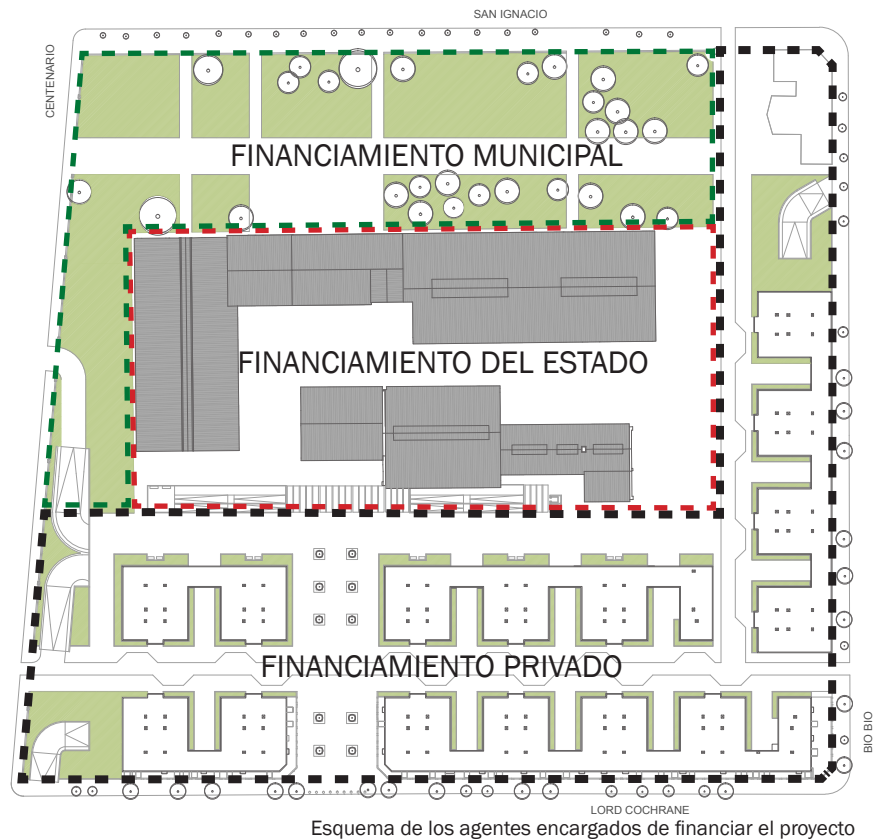 SAN IGNACIO
CENTENARIO
FINANCIAMIENTO MUNICIPAL
FINANCIAMIENTO DEL ESTADO
FINANCIAMIENTO PRIVADO
BIO BIO
LORD COCHRANE
Esquema de los agentes encargados de financiar el proyecto